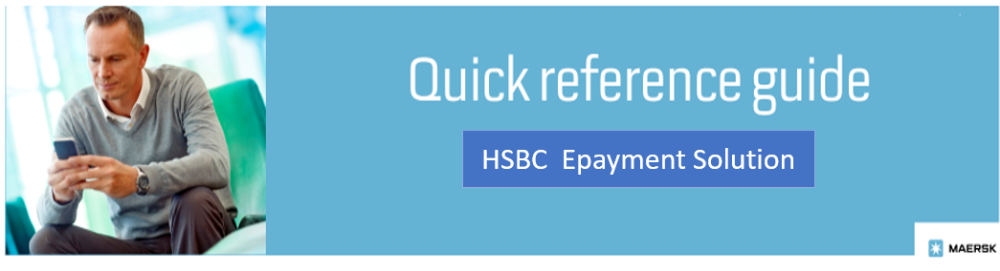 Quick reference guide
HSBC  Epayment Solution
MAERSK